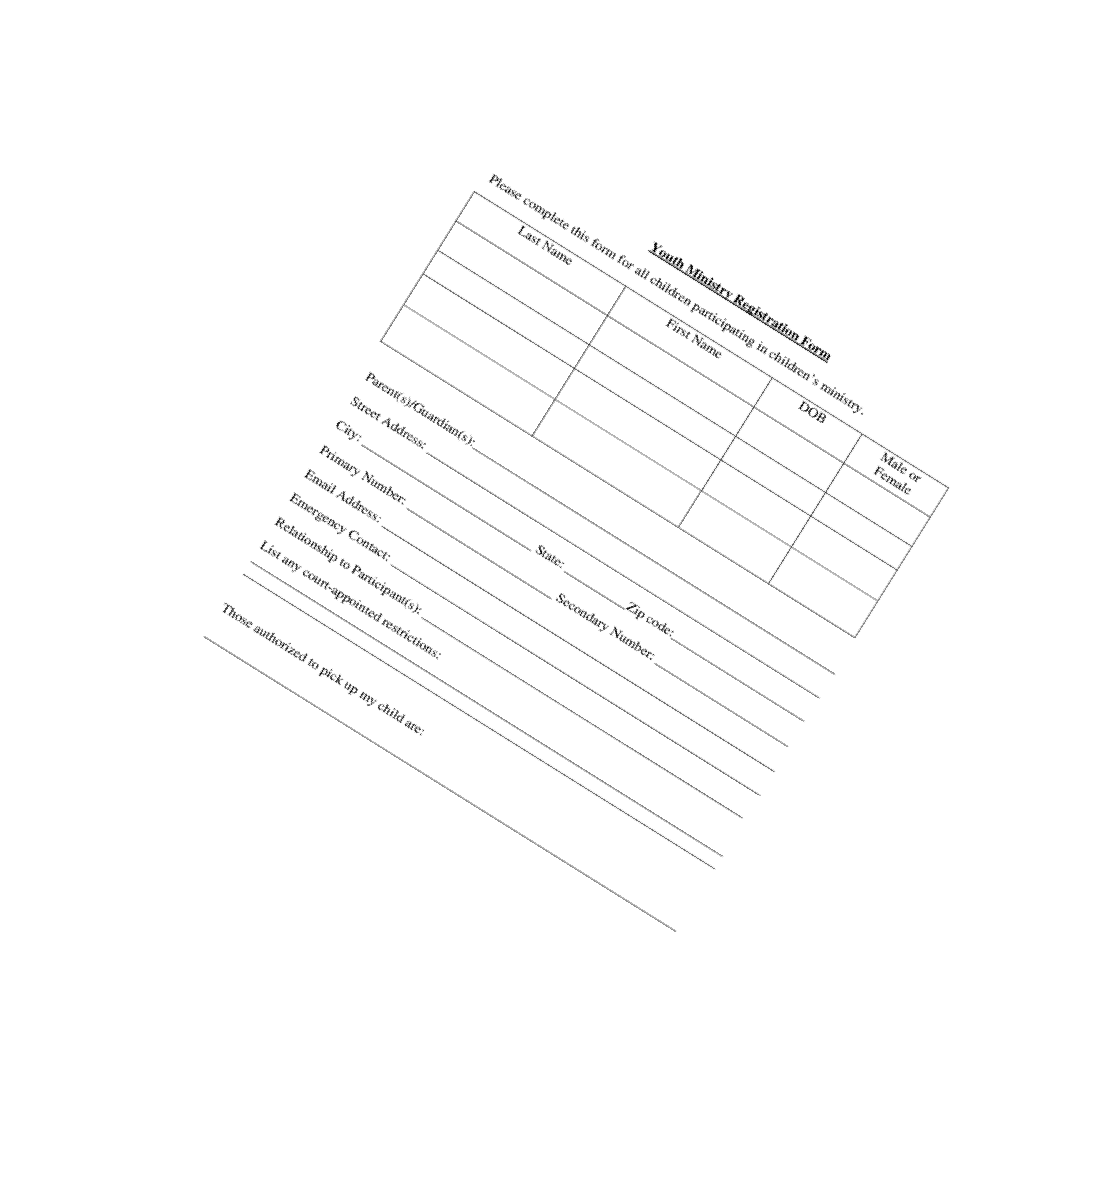 Youth Ministry Registration Form
Please complete this form for all children participating in children's ministry.
Last Name First Name DOB Male or Female
Parent(s)/Guardian(s):
Street Address:
City: State: Zip code:
Primary Number: Secondary Number:
Email Address:
Emergency Contact:
Relationship to Participant(s):
List any court-appointed restrictions:
Those authorized to pick up my child are: